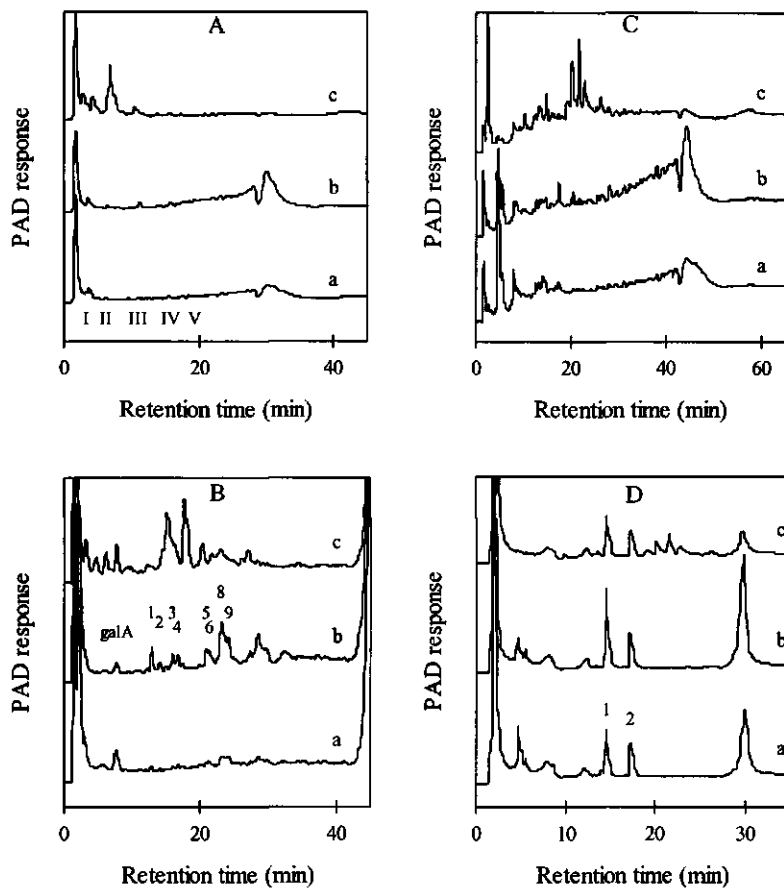 A
c
b
a
I II III IV V
0 20 40
Retention time (min)
PAD response
C
c
b
a
0 20 40 60
Retention time (min)
PAD response
B
c
8
1 3 5 9
galA 2 4 6
b
a
0 20 40
Retention time (min)
PAD response
D
c
b
1 2
a
0 10 20 30
Retention time (min)
PAD response